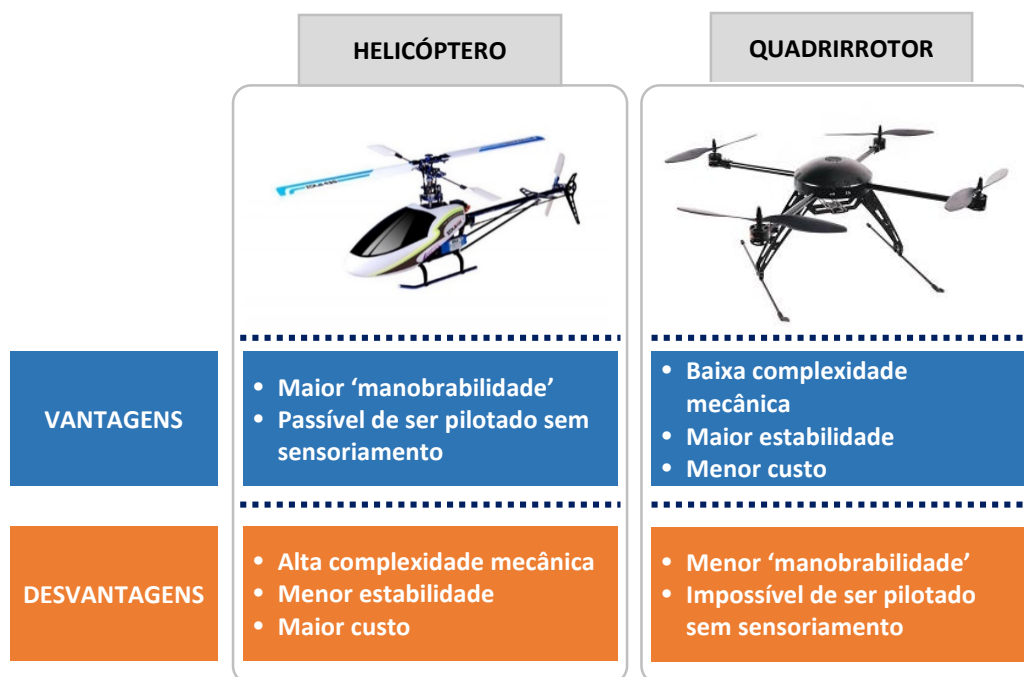 HELICÓPTERO
QUADRIRROTOR
VANTAGENS
• Maior ‘manobrabilidade’
• Passível de ser pilotado sem
sensoriamento
• Baixa complexidade
mecânica
• Maior estabilidade
• Menor custo
DESVANTAGENS
• Alta complexidade mecânica
• Menor estabilidade
• Maior custo
• Menor ‘manobrabilidade’
• Impossível de ser pilotado
sem sensoriamento